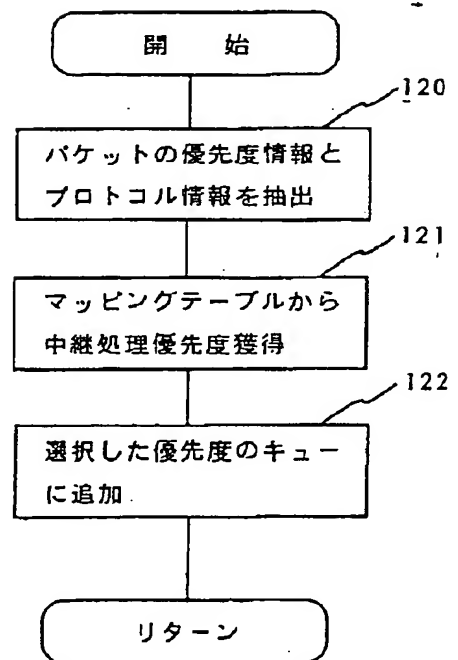 開 始
120
パケットの優先度情報と
プロトコル情報を抽出
121
マッピングテーブルから
中継処理優先度獲得
122
選択した優先度のキュー
に追加
リターン